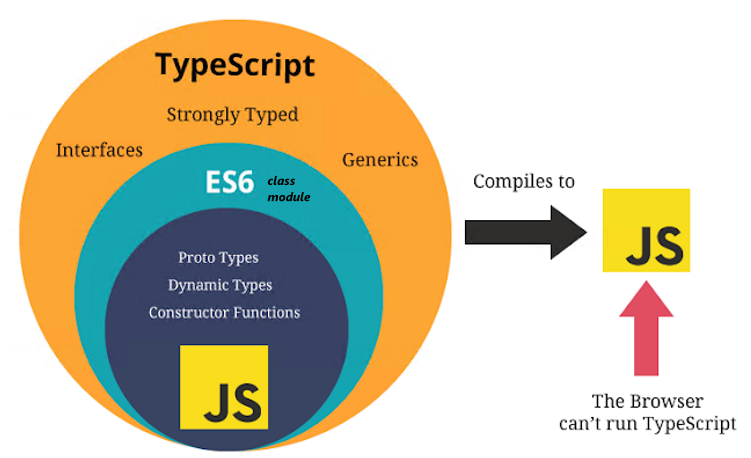 TypeScript
Strongly Typed
Interfaces
Generics
ES6
class
module
Proto Types
Dynamic Types
Constructor Functions
JS
Compiles to
JS
The Browser
can't run TypeScript